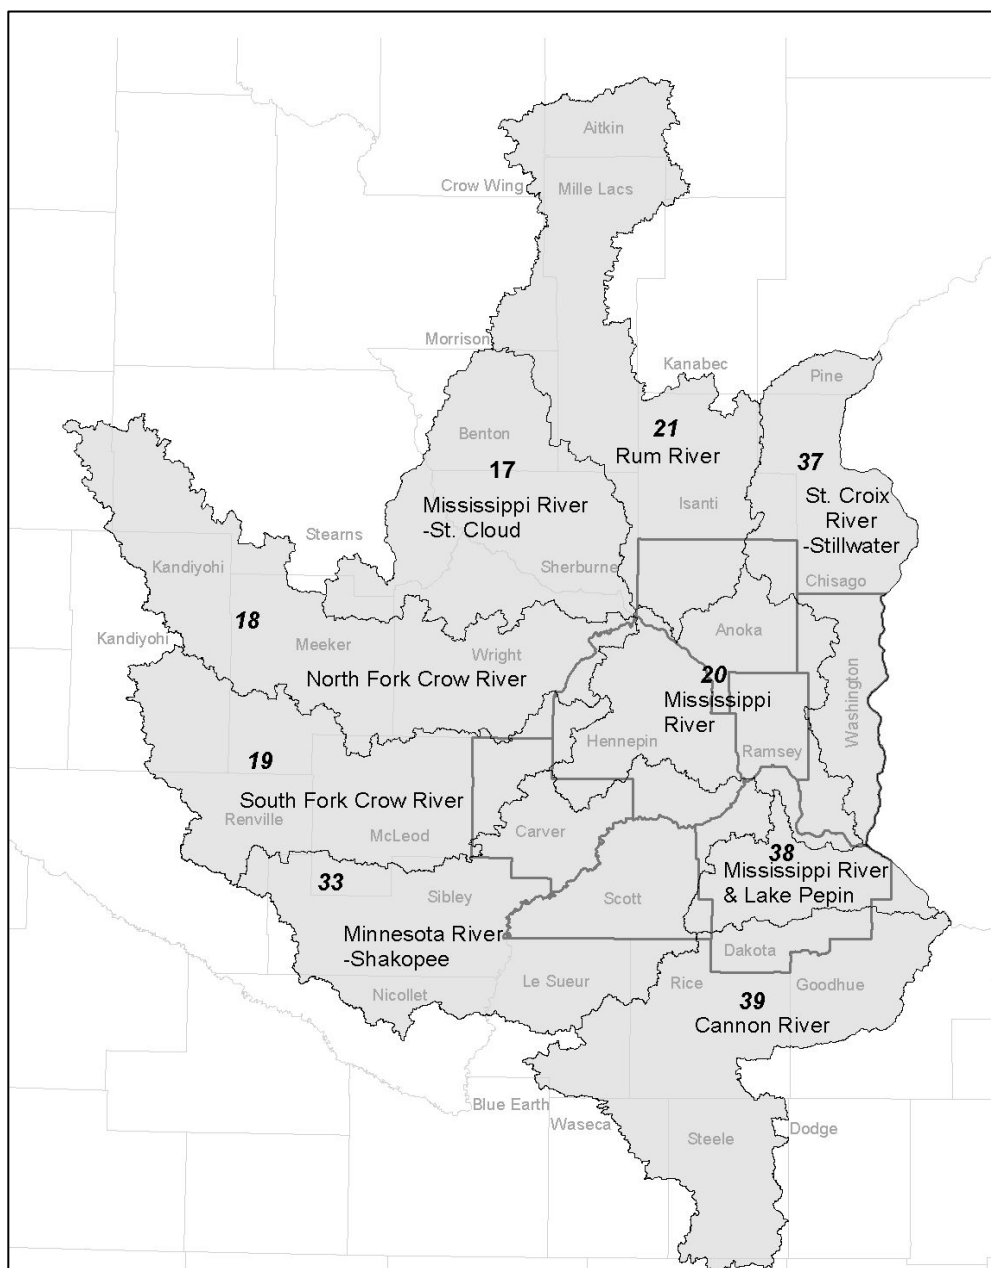 Aitkin
Crow Wing
Mille Lacs
Morrison
Kanabec
Pine
Benton
21
Rum River
17
37
Mississippi River
-St. Cloud
Isanti
St. Croix
River
-Stillwater
Stearns
Kandiyohi
Sherburne
Chisago
18
Kandiyohi
Meeker
Wright
Anoka
North Fork Crow River
20
Mississippi
River
Washington
Hennepin
Ramsey
19
South Fork Crow River
Renville
McLeod
Carver
38
Mississippi River
& Lake Pepin
33
Sibley
Scott
Minnesota River
-Shakopee
Dakota
Nicollet
Le Sueur
Rice
Goodhue
39
Cannon River
Blue Earth
Waseca
Steele
Dodge